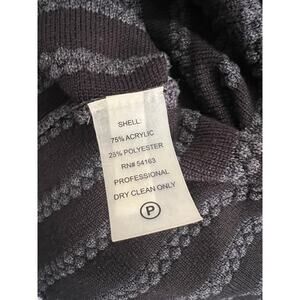 SHELL:
75% ACRYLIC
25% POLYESTER
RN# 54163
PROFESSIONAL
DRY CLEAN ONLY
P